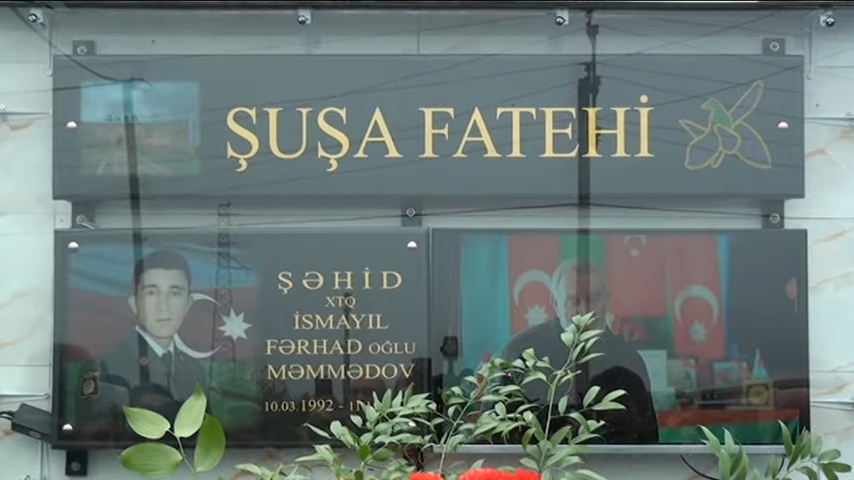 ŞUŞA FATEHİ
ŞƏHİD
XTQ
İSMAYIL
FƏRHAD OĞLU
MƏMMƏDOV
10.03.1992 -